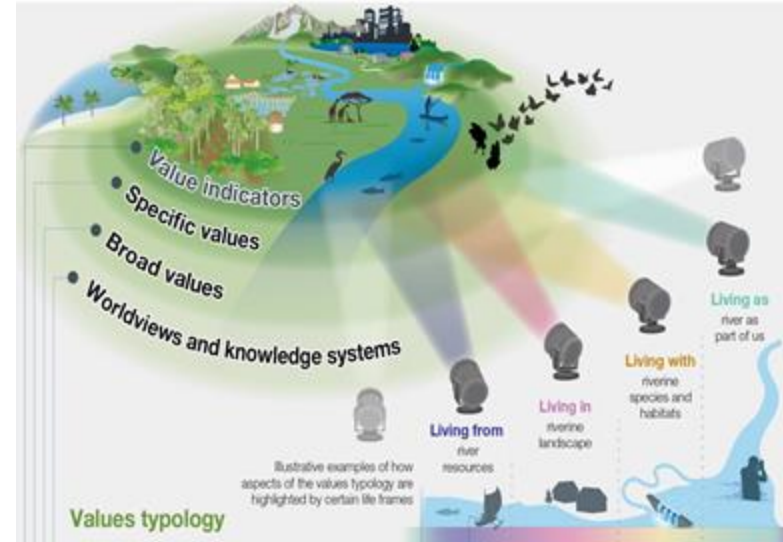 Value indicators
Specific values
Broad values
Worldviews and knowledge systems
Living as
river as
part of us
Living with
riverine
species and
habitats
Living in
riverine
landscape
Living from
river
resources
Illustrative examples of how
aspects of the values typology are
highlighted by certain life frames
Values typology